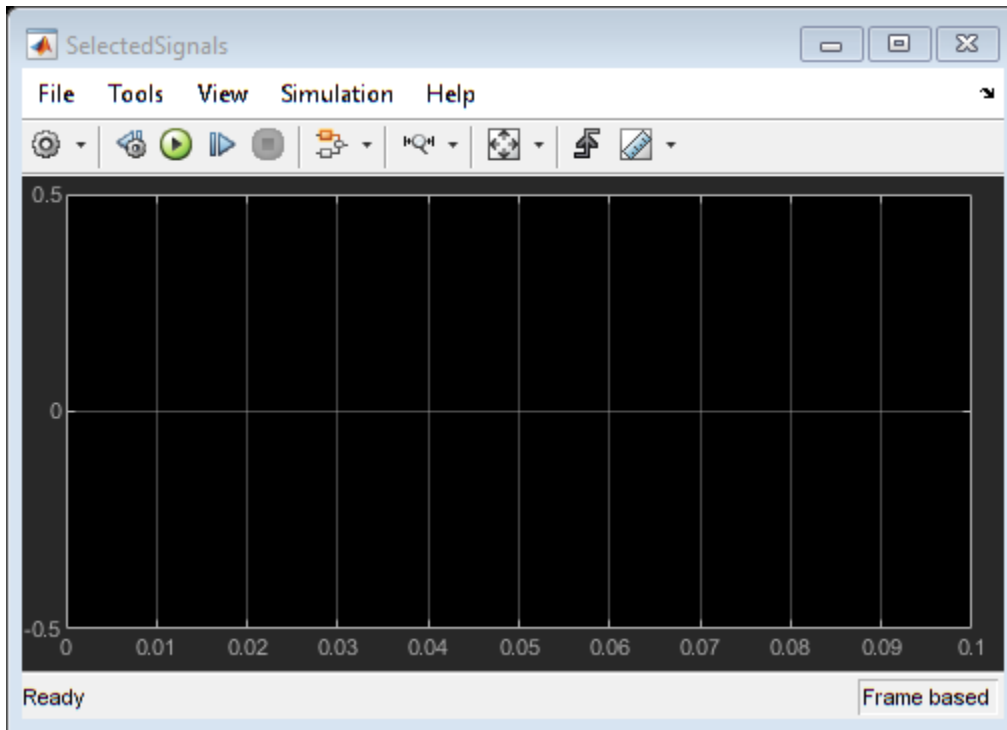 SelectedSignals
File Tools View Simulation Help
0.5
0
-0.5
0 0.01 0.02 0.03 0.04 0.05 0.06 0.07 0.08 0.09 0.1
Ready Frame based